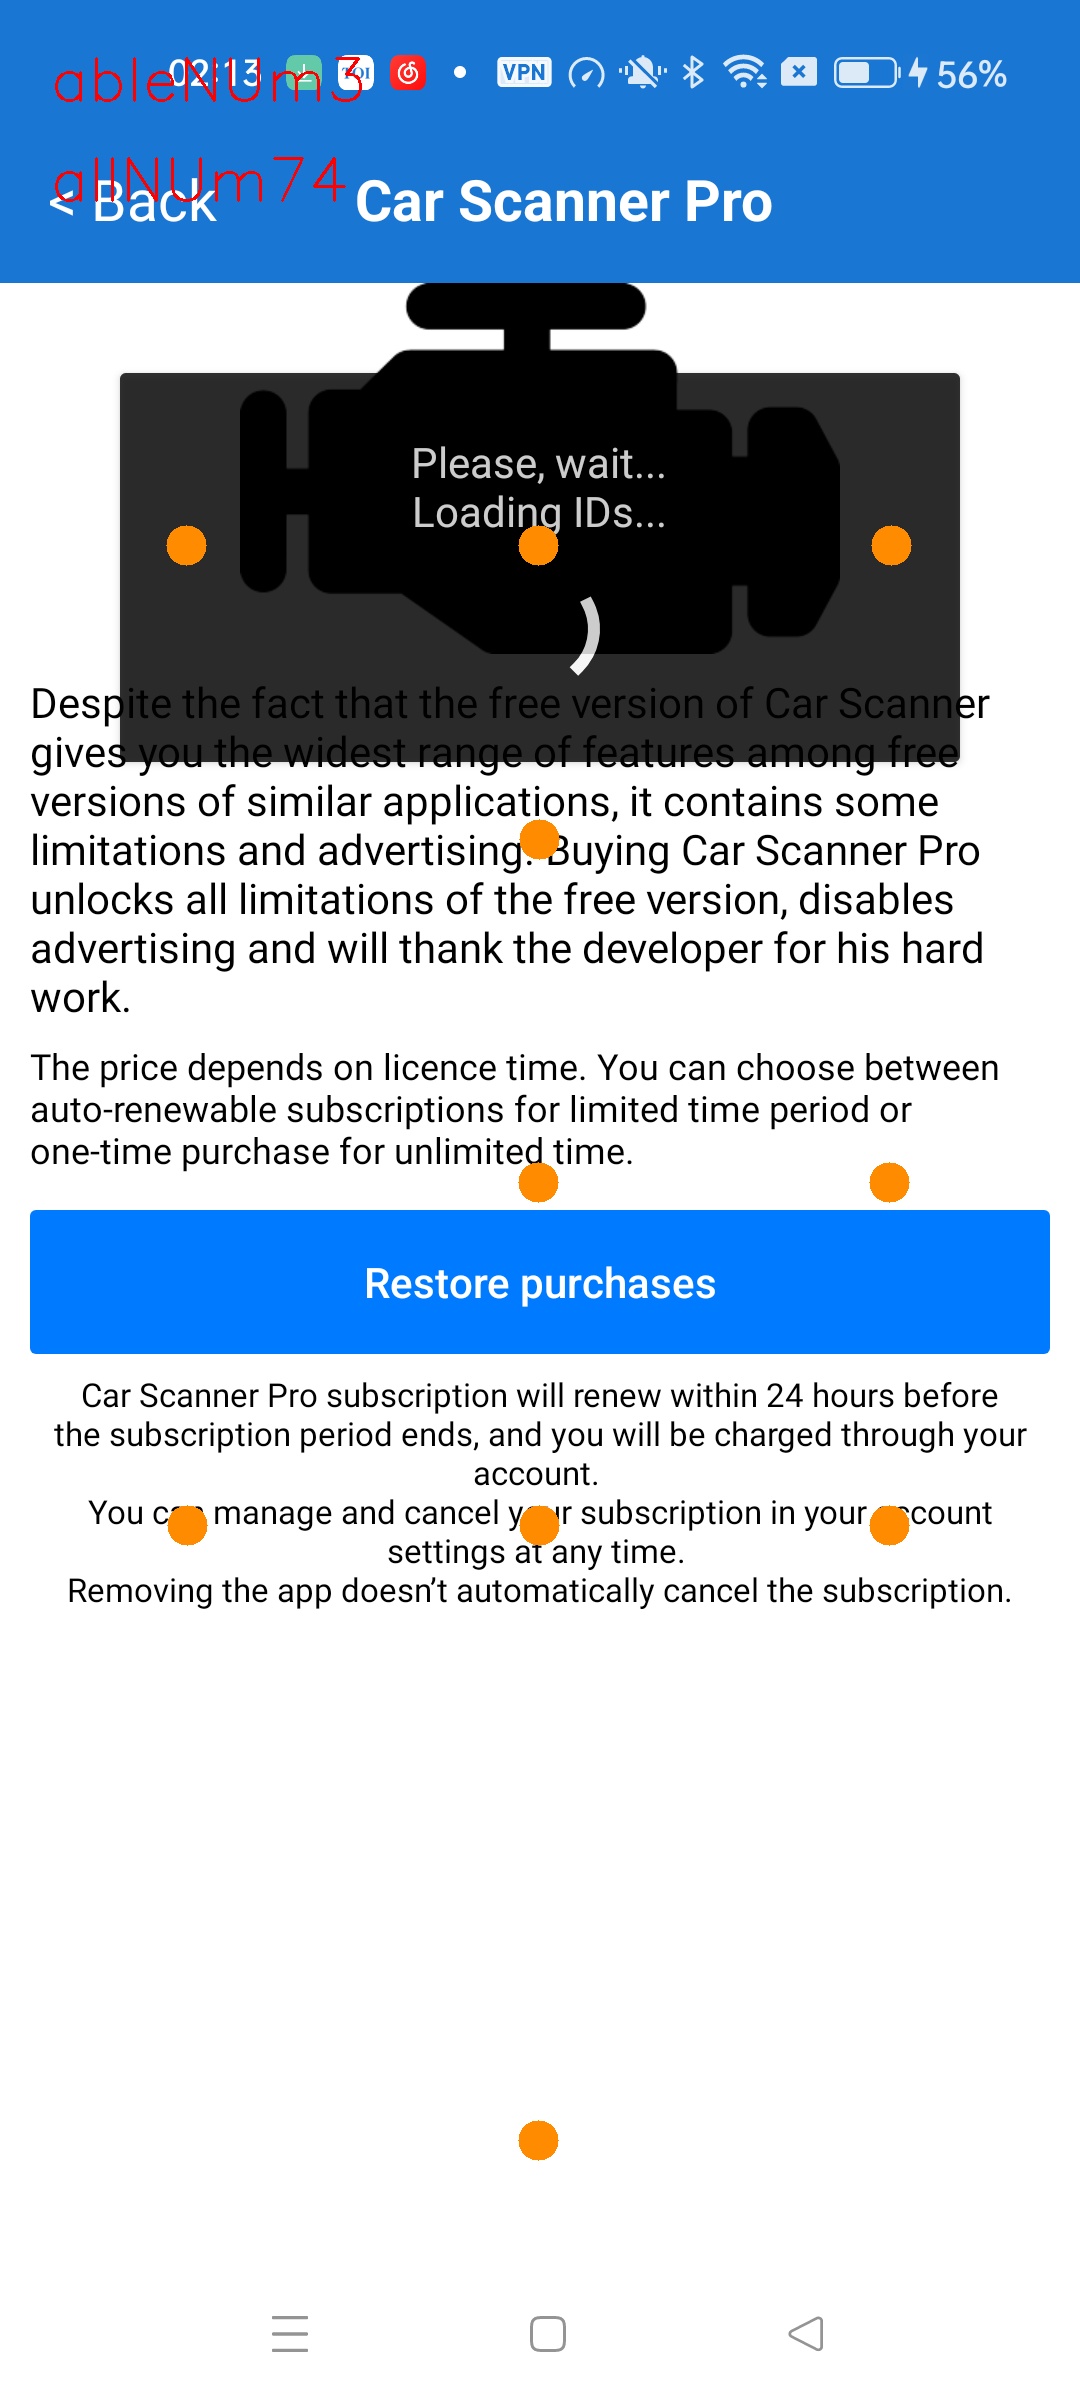 ableNUm3
02:13
TOI
VPN
56%
allNUm74
< Back
Car Scanner Pro
Please, wait...
Loading IDs...
Despite the fact that the free version of Car Scanner
gives you the widest range of features among free
versions of similar applications, it contains some
limitations and advertising. Buying Car Scanner Pro
unlocks all limitations of the free version, disables
advertising and will thank the developer for his hard
work.
The price depends on licence time. You can choose between
auto-renewable subscriptions for limited time period or
one-time purchase for unlimited time.
Restore purchases
Car Scanner Pro subscription will renew within 24 hours before
the subscription period ends, and you will be charged through your
account.
You can manage and cancel your subscription in your account
settings at any time.
Removing the app doesn’t automatically cancel the subscription.